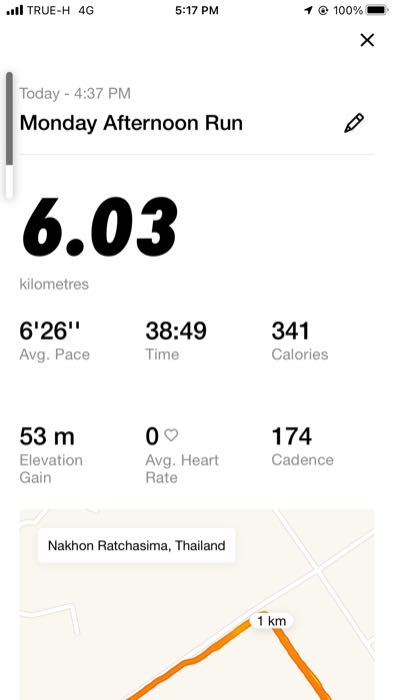 TRUE-H 4G 5:17 PM 100%
Today - 4:37 PM
Monday Afternoon Run
6.03
kilometres
6'26'' 38:49 341
Avg. Pace Time Calories
53 m 0 174
Elevation Gain Avg. Heart Rate Cadence
Nakhon Ratchasima, Thailand
1 km